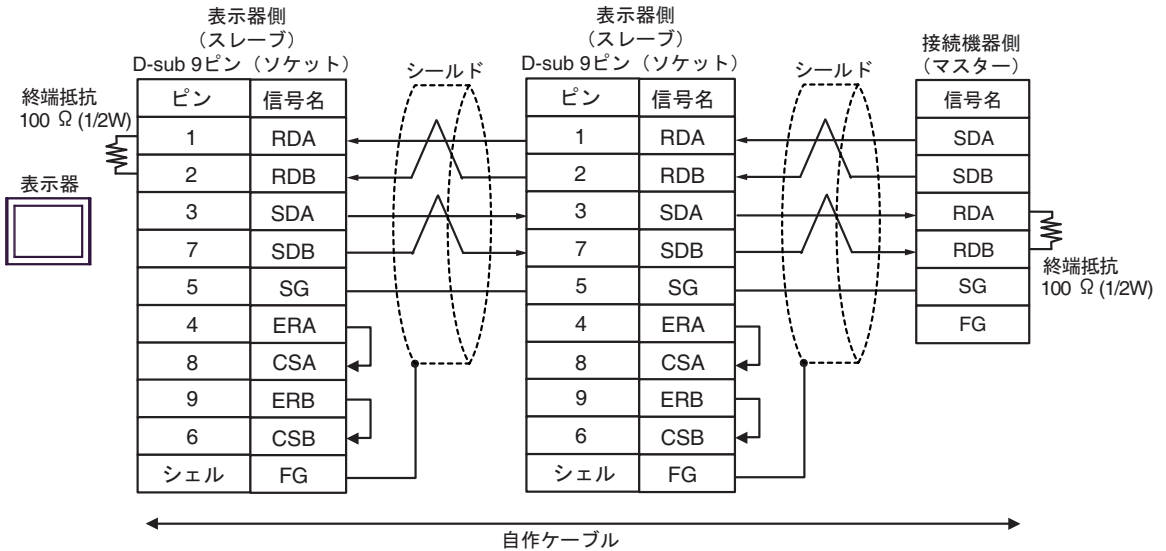 表示器側
（スレーブ）
D-sub 9ピン（ソケット）
表示器側
（スレーブ）
D-sub 9ピン（ソケット）
接続機器側
（マスター）
シールド
シールド
終端抵抗
100 Ω (1/2W)
表示器
ピン 信号名
1 RDA
2 RDB
3 SDA
7 SDB
5 SG
4 ERA
8 CSA
9 ERB
6 CSB
シェル FG
ピン 信号名
1 RDA
2 RDB
3 SDA
7 SDB
5 SG
4 ERA
8 CSA
9 ERB
6 CSB
シェル FG
信号名
SDA
SDB
RDA
RDB
SG
FG
終端抵抗
100 Ω (1/2W)
自作ケーブル